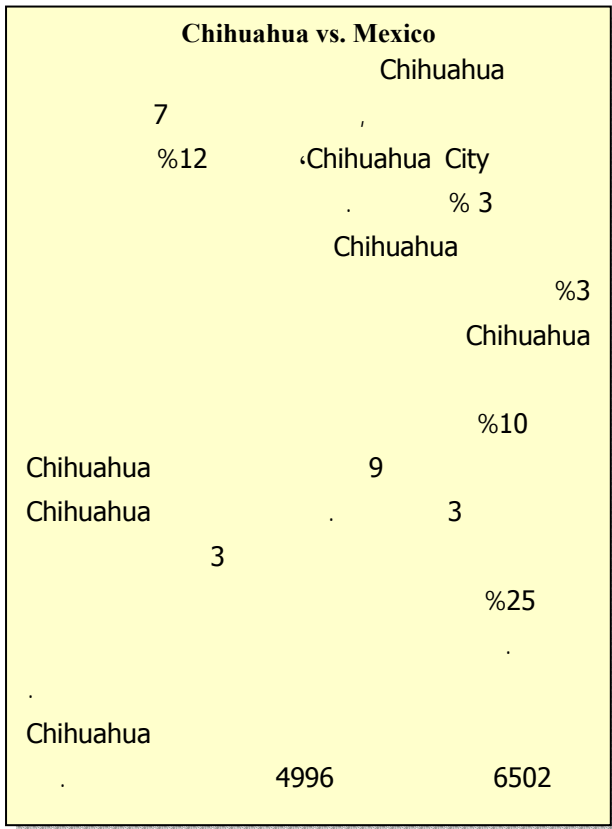 Chihuahua vs. Mexico
Chihuahua
7 ,
%12 ،Chihuahua City
. % 3
Chihuahua
%3
Chihuahua
%10
Chihuahua 9
Chihuahua . 3
3
%25
.
.
Chihuahua
. 4996 6502